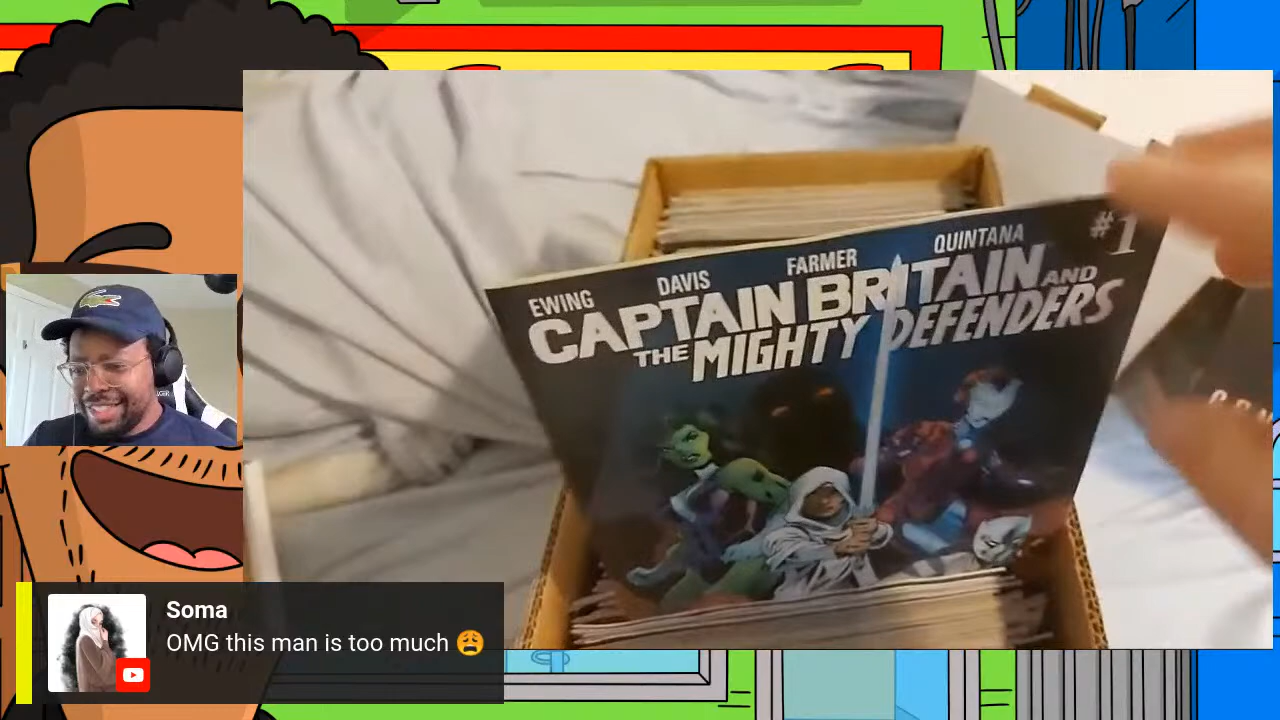 EWING DAVIS FARMER QUINTANA #1
CAPTAIN BRITAIN AND
THE MIGHTY DEFENDERS
Soma
OMG this man is too much 😩